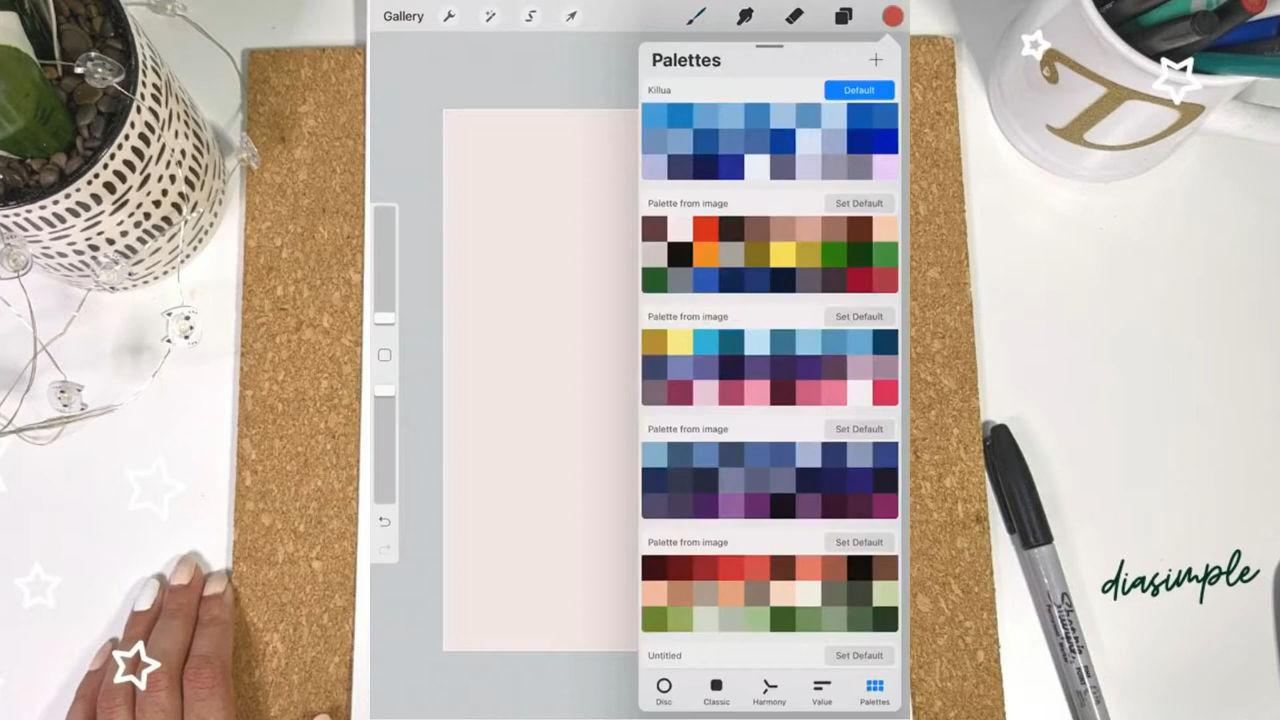 Gallery
Palettes
Killua
Default
Palette from image
Set Default
Palette from image
Set Default
Palette from image
Set Default
Palette from image
Set Default
Untitled
Set Default
Disc
Classic
Harmony
Value
Palettes
D
Sharpie
diasimple